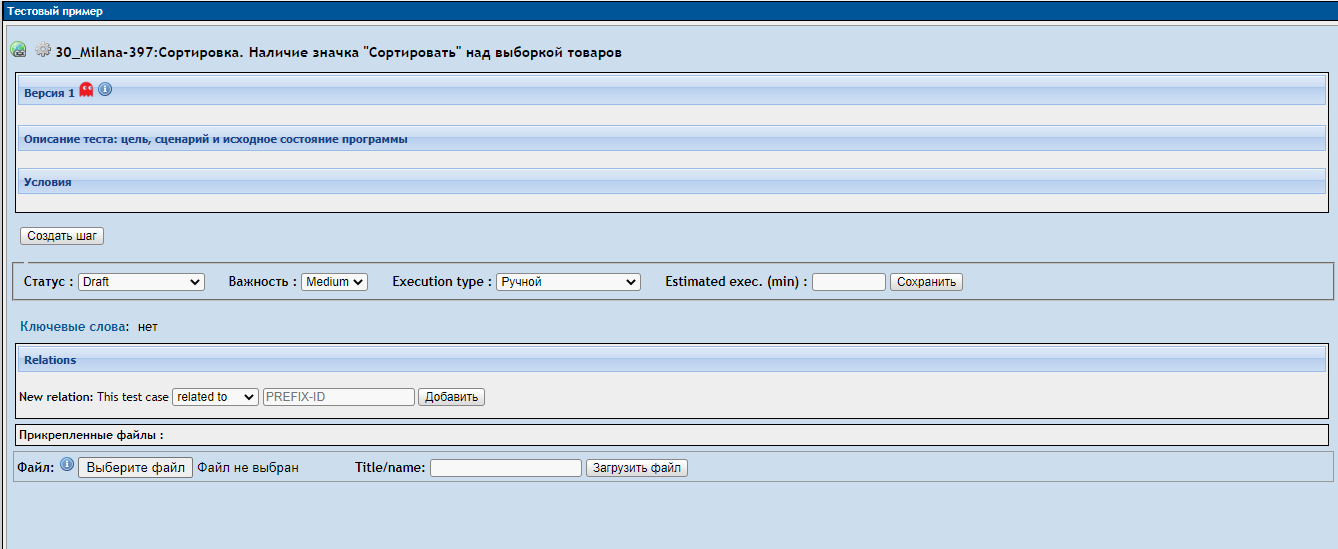 Тестовый пример
30_Milana-397:Сортировка. Наличие значка "Сортировать" над выборкой товаров
Версия 1
Описание теста: цель, сценарий и исходное состояние программы
Условия
Создать шаг
Статус : Draft Важность : Medium Execution type : Ручной Estimated exec. (min) : Сохранить
Ключевые слова: нет
Relations
New relation: This test case related to PREFIX-ID Добавить
Прикрепленные файлы :
Файл: Выберите файл Файл не выбран Title/name: Загрузить файл